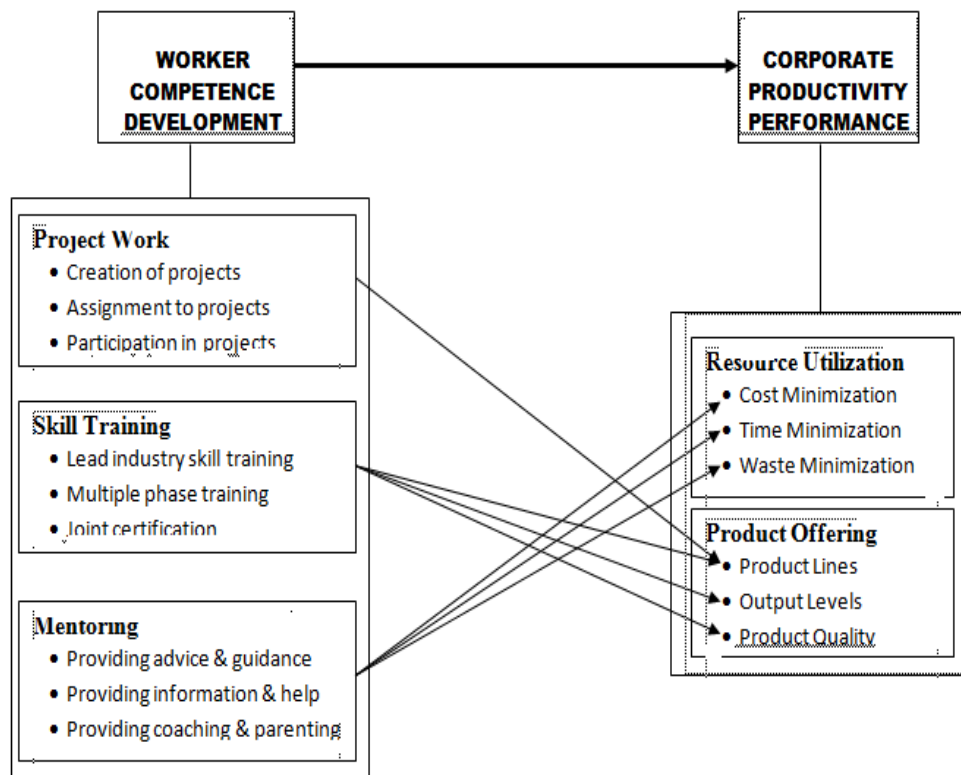 WORKER
COMPETENCE
DEVELOPMENT
CORPORATE
PRODUCTIVITY
PERFORMANCE
Project Work
• Creation of projects
• Assignment to projects
• Participation in projects
Skill Training
• Lead industry skill training
• Multiple phase training
• Joint certification
Mentoring
• Providing advice & guidance
• Providing information & help
• Providing coaching & parenting
Resource Utilization
• Cost Minimization
• Time Minimization
• Waste Minimization
Product Offering
• Product Lines
• Output Levels
• Product Quality